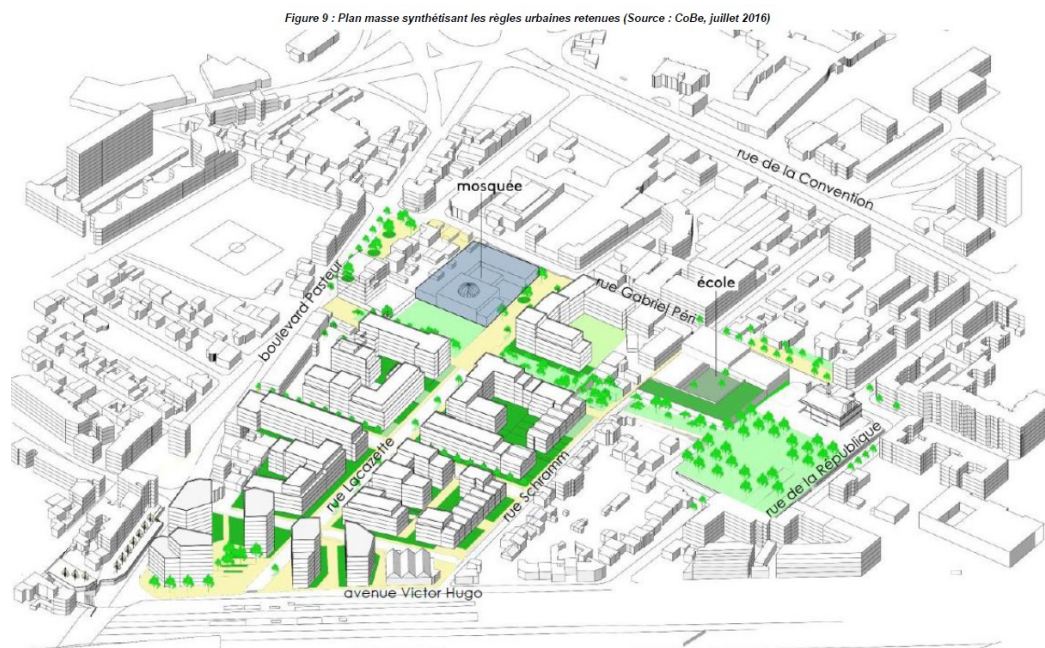 Figure 9 : Plan masse synthétisant les règles urbaines retenues (Source : CoBe, juillet 2016)
rue de la Convention
mosquée
boulevard Pasteur
rue Gabriel Péri
école
rue de la République
rue Lacazette
rue Schramm
avenue Victor Hugo